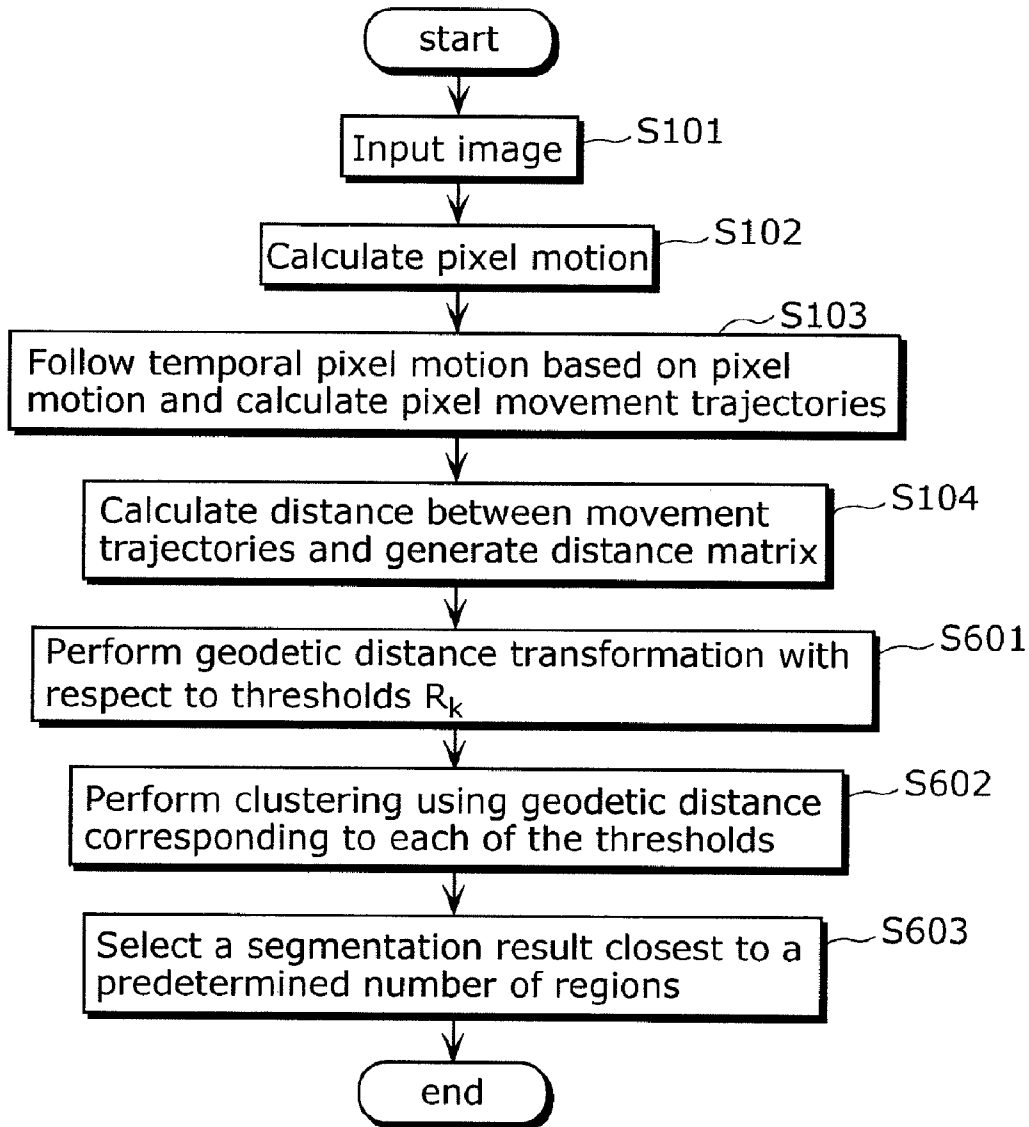 start
Input image
S101
Calculate pixel motion
S102
S103
Follow temporal pixel motion based on pixel
motion and calculate pixel movement trajectories
Calculate distance between movement
trajectories and generate distance matrix
S104
Perform geodetic distance transformation with
respect to thresholds Rk
S601
Perform clustering using geodetic distance
corresponding to each of the thresholds
S602
Select a segmentation result closest to a
predetermined number of regions
S603
end